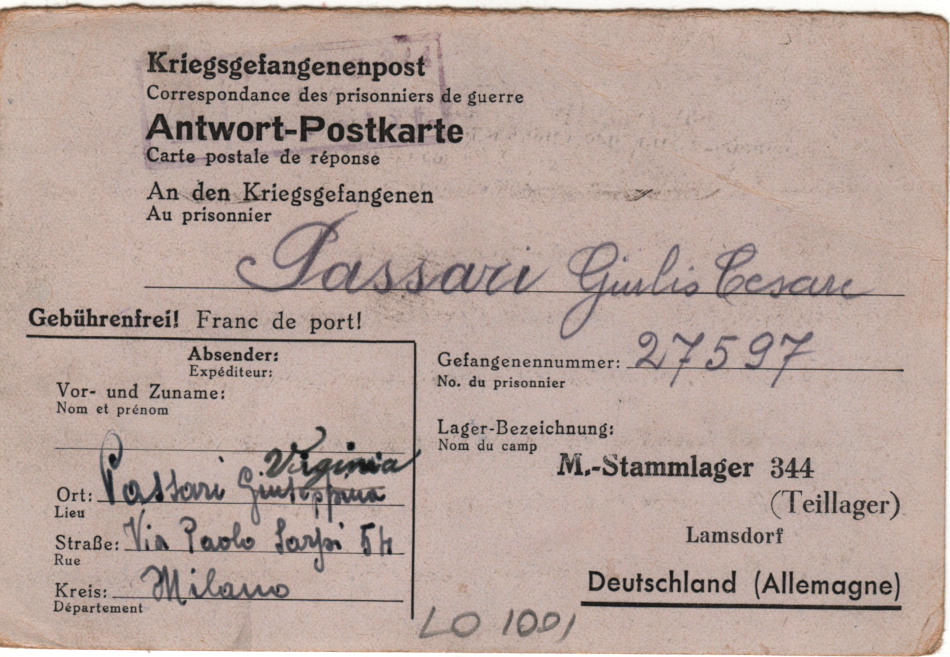 Kriegsgefangenenpost
Correspondance des prisonniers de guerre
Antwort-Postkarte
Carte postale de réponse
An den Kriegsgefangenen
Au prisonnier
Passari Giulio Cesare
Gebührenfrei! Franc de port!
Absender:
Expéditeur:
Vor- und Zuname:
Nom et prénom
Virginia
Ort: Passari Giuseppina
Lieu
Straße: Via Paolo Sarpi 54
Rue
Kreis: Milano
Département
Gefangenennummer: 27597
No. du prisonnier
Lager-Bezeichnung:
Nom du camp
M.-Stammlager 344
(Teillager)
Lamsdorf
Deutschland (Allemagne)
LO 1001